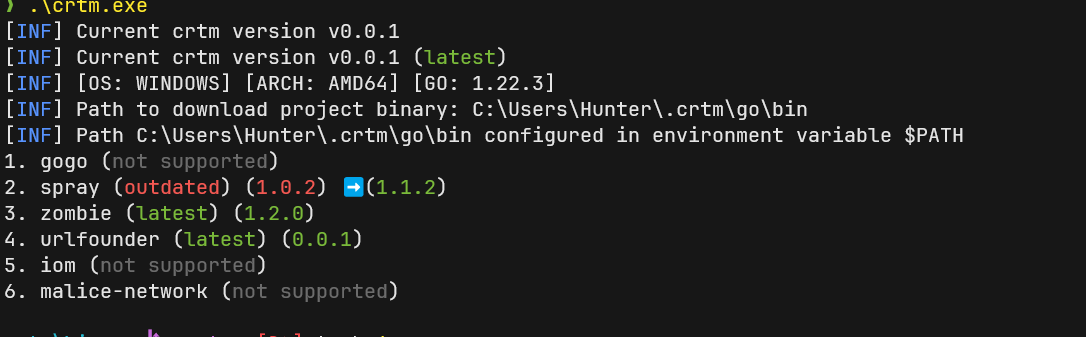 ❯ .\crtm.exe
[INF] Current crtm version v0.0.1
[INF] Current crtm version v0.0.1 (latest)
[INF] [OS: WINDOWS] [ARCH: AMD64] [GO: 1.22.3]
[INF] Path to download project binary: C:\Users\Hunter\.crtm\go\bin
[INF] Path C:\Users\Hunter\.crtm\go\bin configured in environment variable $PATH
1. gogo (not supported)
2. spray (outdated) (1.0.2) ➡(1.1.2)
3. zombie (latest) (1.2.0)
4. urlfounder (latest) (0.0.1)
5. iom (not supported)
6. malice-network (not supported)